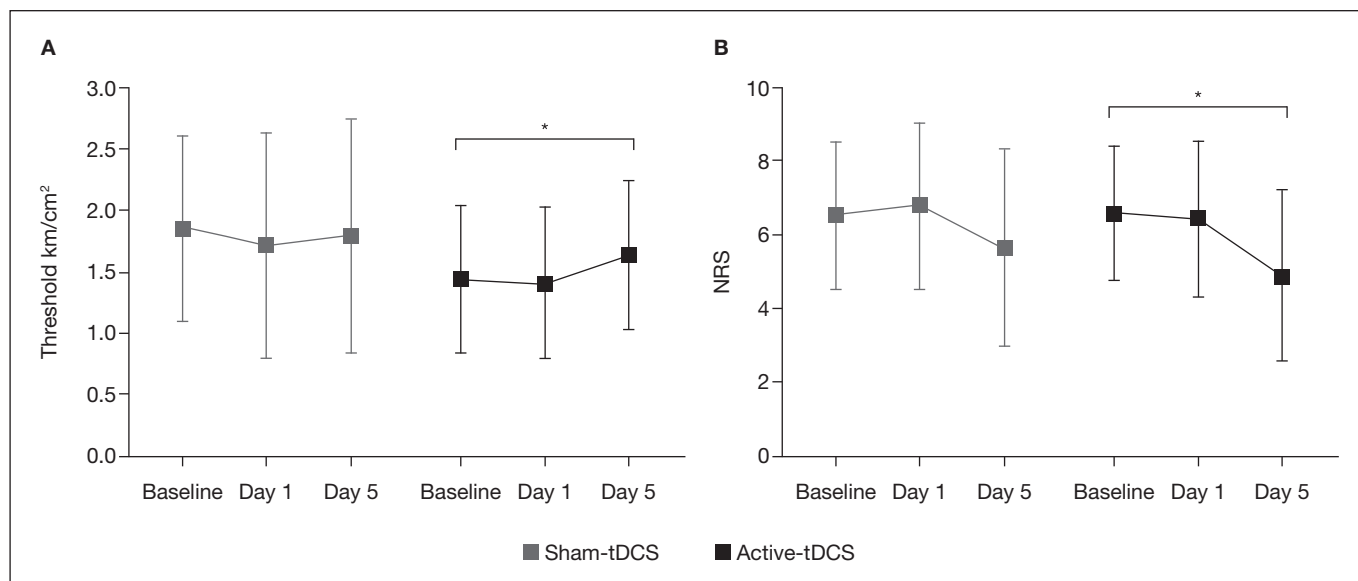 A
Threshold km/cm²
3.0
2.5
2.0
1.5
1.0
0.5
0.0
*
Baseline Day 1 Day 5 Baseline Day 1 Day 5
B
NRS
10
8
6
4
2
0
*
Baseline Day 1 Day 5 Baseline Day 1 Day 5
Sham-tDCS Active-tDCS